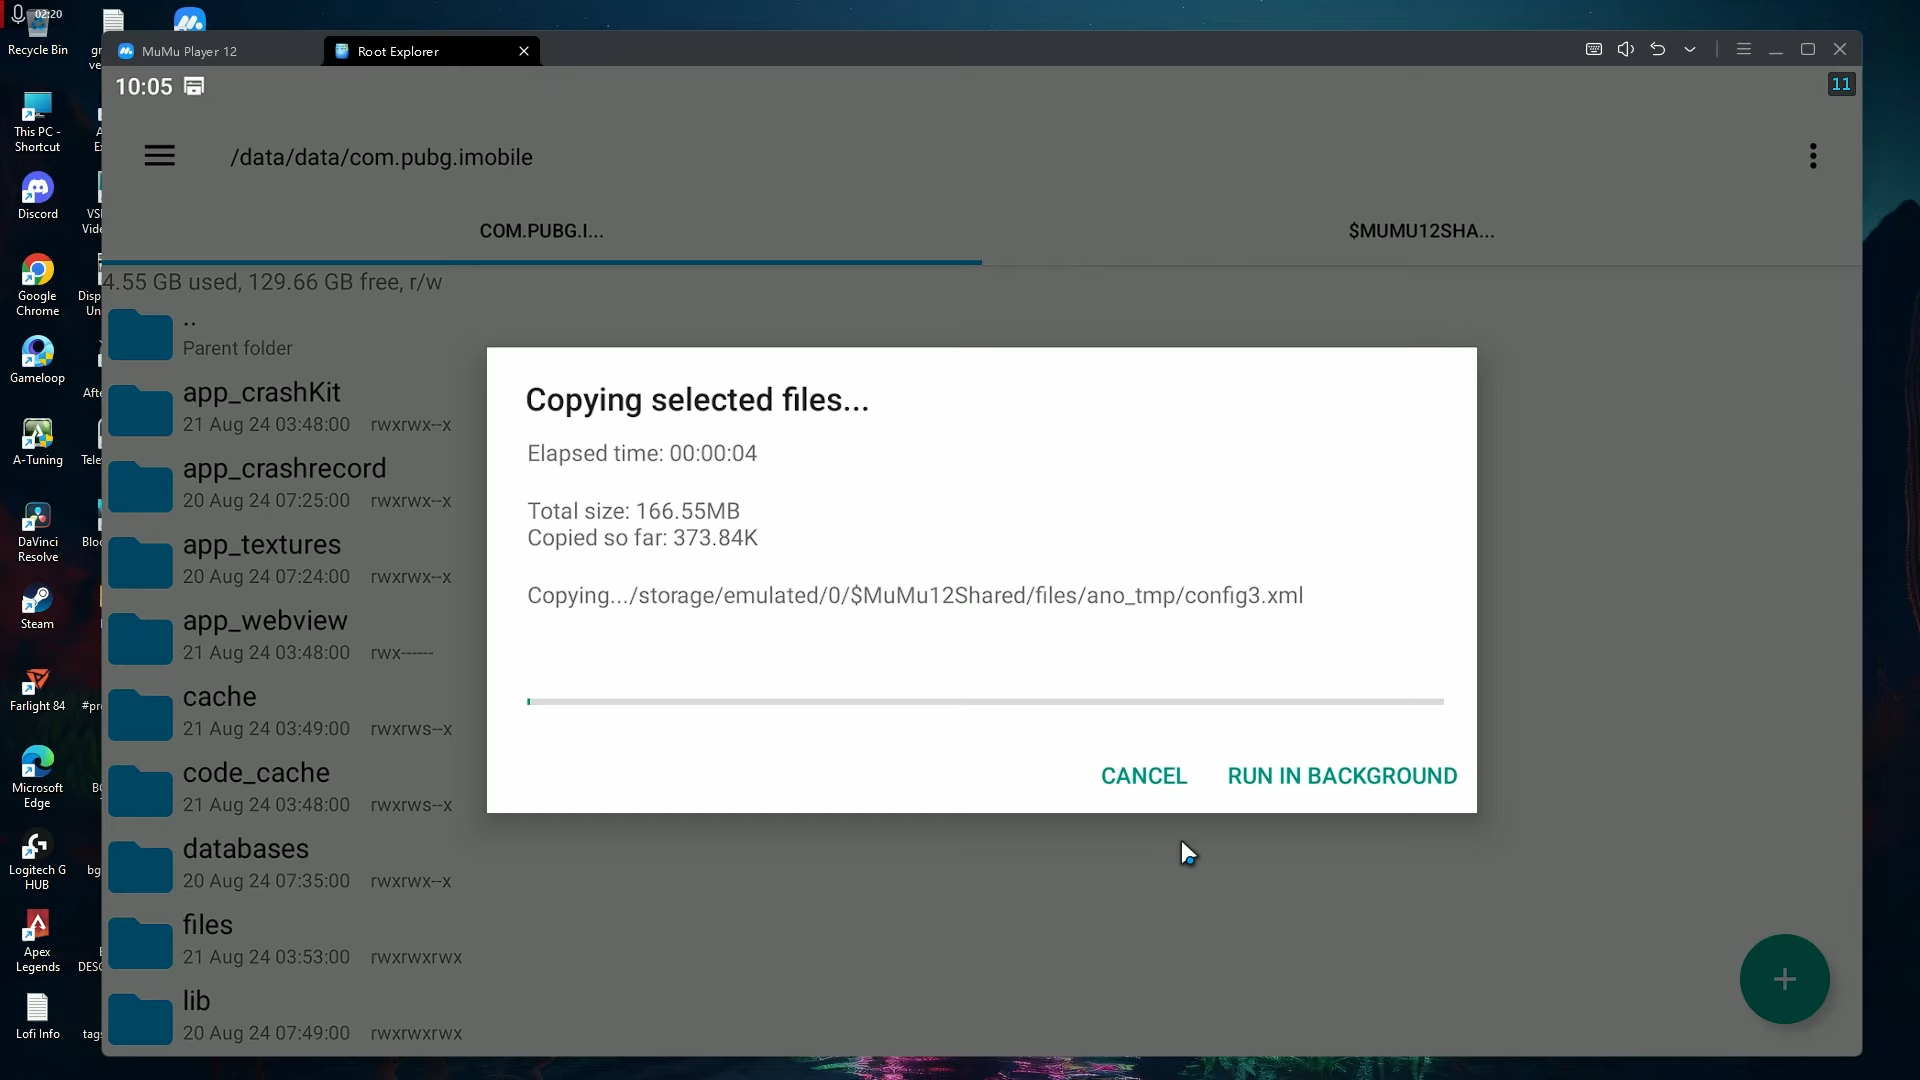 02:20
Recycle Bin
MuMu Player 12
Root Explorer
10:05
11
/data/data/com.pubg.imobile
COM.PUBG.I...
$MUMU12SHA...
4.55 GB used, 129.66 GB free, r/w
..
Parent folder
app_crashKit
21 Aug 24 03:48:00 rwxrwx--x
app_crashrecord
20 Aug 24 07:25:00 rwxrwx--x
app_textures
20 Aug 24 07:24:00 rwxrwx--x
app_webview
21 Aug 24 03:48:00 rwx------
cache
21 Aug 24 03:49:00 rwxrws--x
code_cache
21 Aug 24 03:48:00 rwxrws--x
databases
20 Aug 24 07:35:00 rwxrwx--x
files
21 Aug 24 03:53:00 rwxrwxrwx
lib
20 Aug 24 07:49:00 rwxrwxrwx
Copying selected files...
Elapsed time: 00:00:04
Total size: 166.55MB
Copied so far: 373.84K
Copying.../storage/emulated/0/$MuMu12Shared/files/ano_tmp/config3.xml
CANCEL
RUN IN BACKGROUND
This PC -
Shortcut
Discord
Google
Chrome
Gameloop
A-Tuning
DaVinci
Resolve
Steam
Farlight 84
Microsoft
Edge
Logitech G
HUB
Apex
Legends
Lofi Info